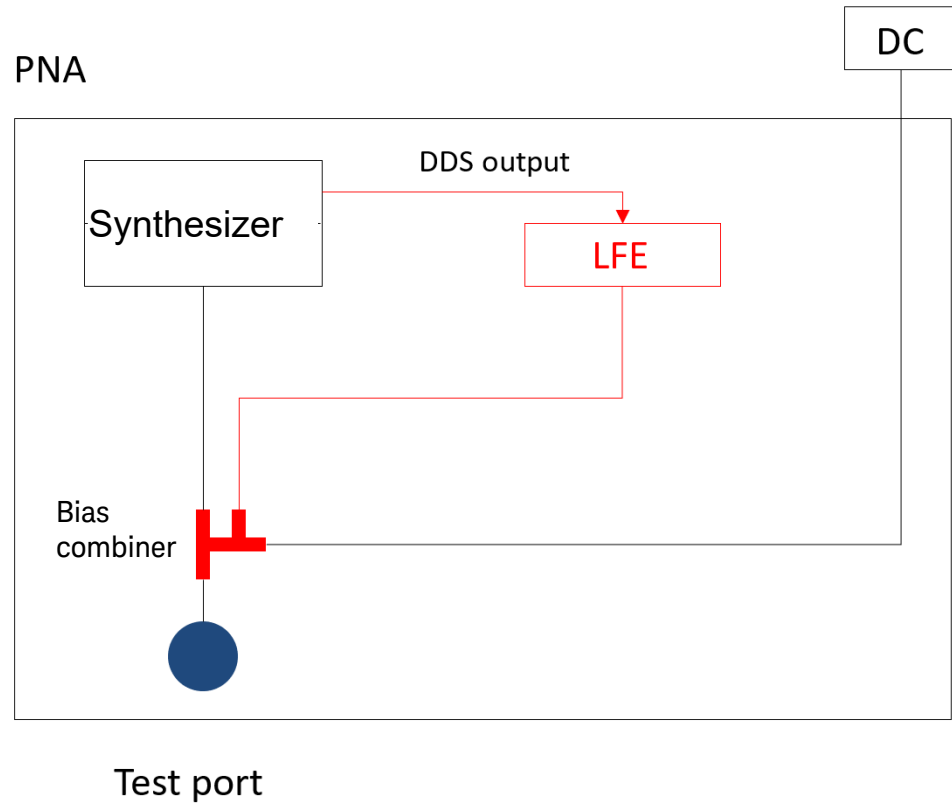 DC
PNA
DDS output
Synthesizer
LFE
Bias
combiner
Test port